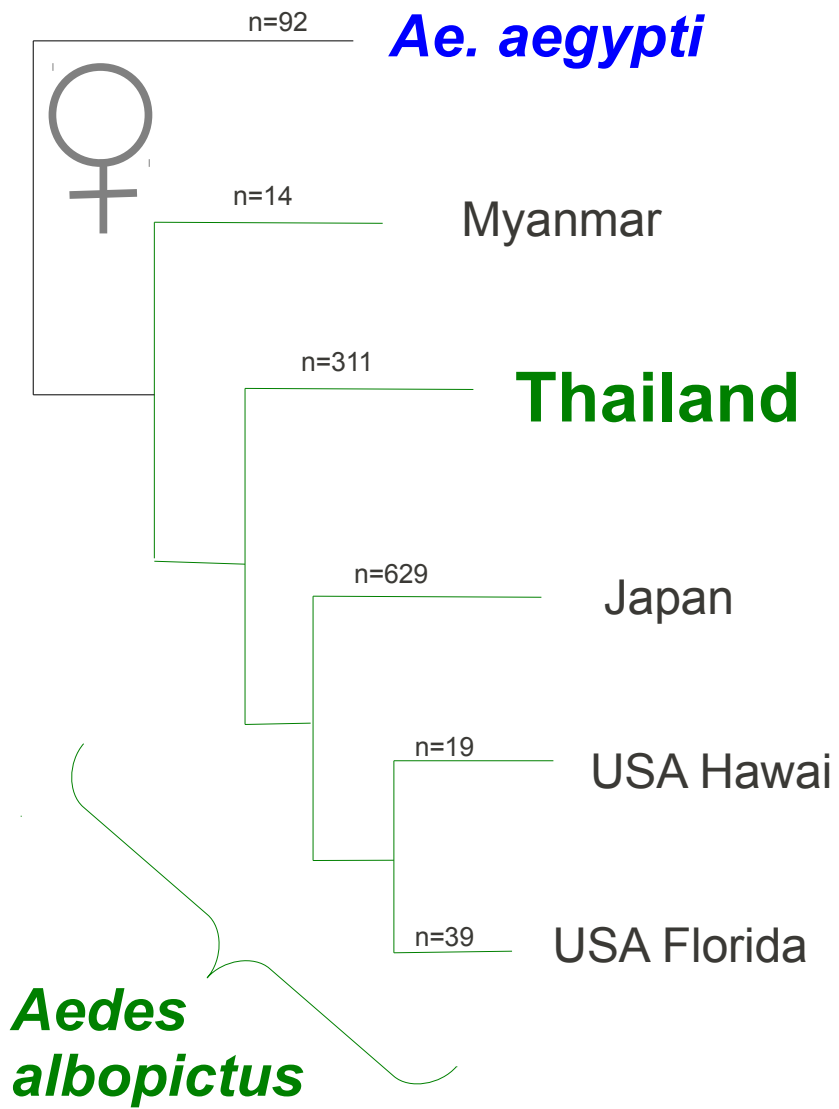 n=92
Ae. aegypti
n=14
Myanmar
n=311
Thailand
n=629
Japan
n=19
USA Hawai
n=39
USA Florida
Aedes
albopictus